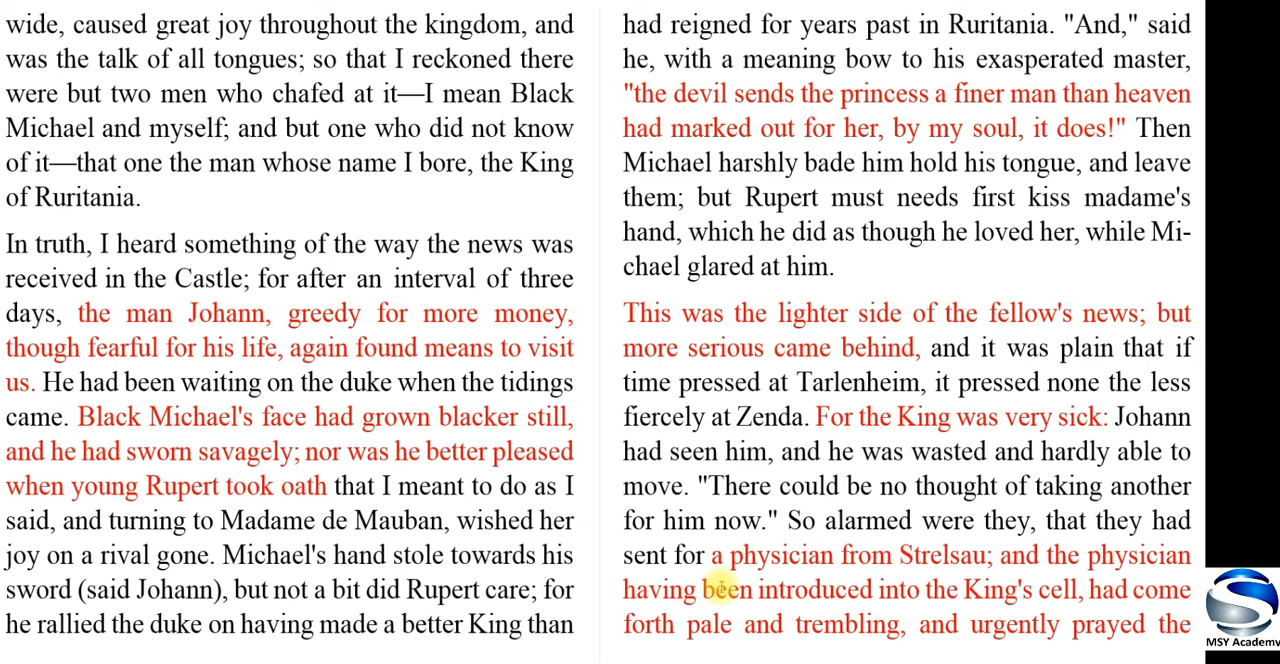 wide, caused great joy throughout the kingdom, and
was the talk of all tongues; so that I reckoned there
were but two men who chafed at it—I mean Black
Michael and myself; and but one who did not know
of it—that one the man whose name I bore, the King
of Ruritania.
In truth, I heard something of the way the news was
received in the Castle; for after an interval of three
days, the man Johann, greedy for more money,
though fearful for his life, again found means to visit
us. He had been waiting on the duke when the tidings
came. Black Michael's face had grown blacker still,
and he had sworn savagely; nor was he better pleased
when young Rupert took oath that I meant to do as I
said, and turning to Madame de Mauban, wished her
joy on a rival gone. Michael's hand stole towards his
sword (said Johann), but not a bit did Rupert care; for
he rallied the duke on having made a better King than
had reigned for years past in Ruritania. "And," said
he, with a meaning bow to his exasperated master,
"the devil sends the princess a finer man than heaven
had marked out for her, by my soul, it does!" Then
Michael harshly bade him hold his tongue, and leave
them; but Rupert must needs first kiss madame's
hand, which he did as though he loved her, while Mi-
chael glared at him.
This was the lighter side of the fellow's news; but
more serious came behind, and it was plain that if
time pressed at Tarlenheim, it pressed none the less
fiercely at Zenda. For the King was very sick: Johann
had seen him, and he was wasted and hardly able to
move. "There could be no thought of taking another
for him now." So alarmed were they, that they had
sent for a physician from Strelsau; and the physician
having been introduced into the King's cell, had come
forth pale and trembling, and urgently prayed the
MSY Academy